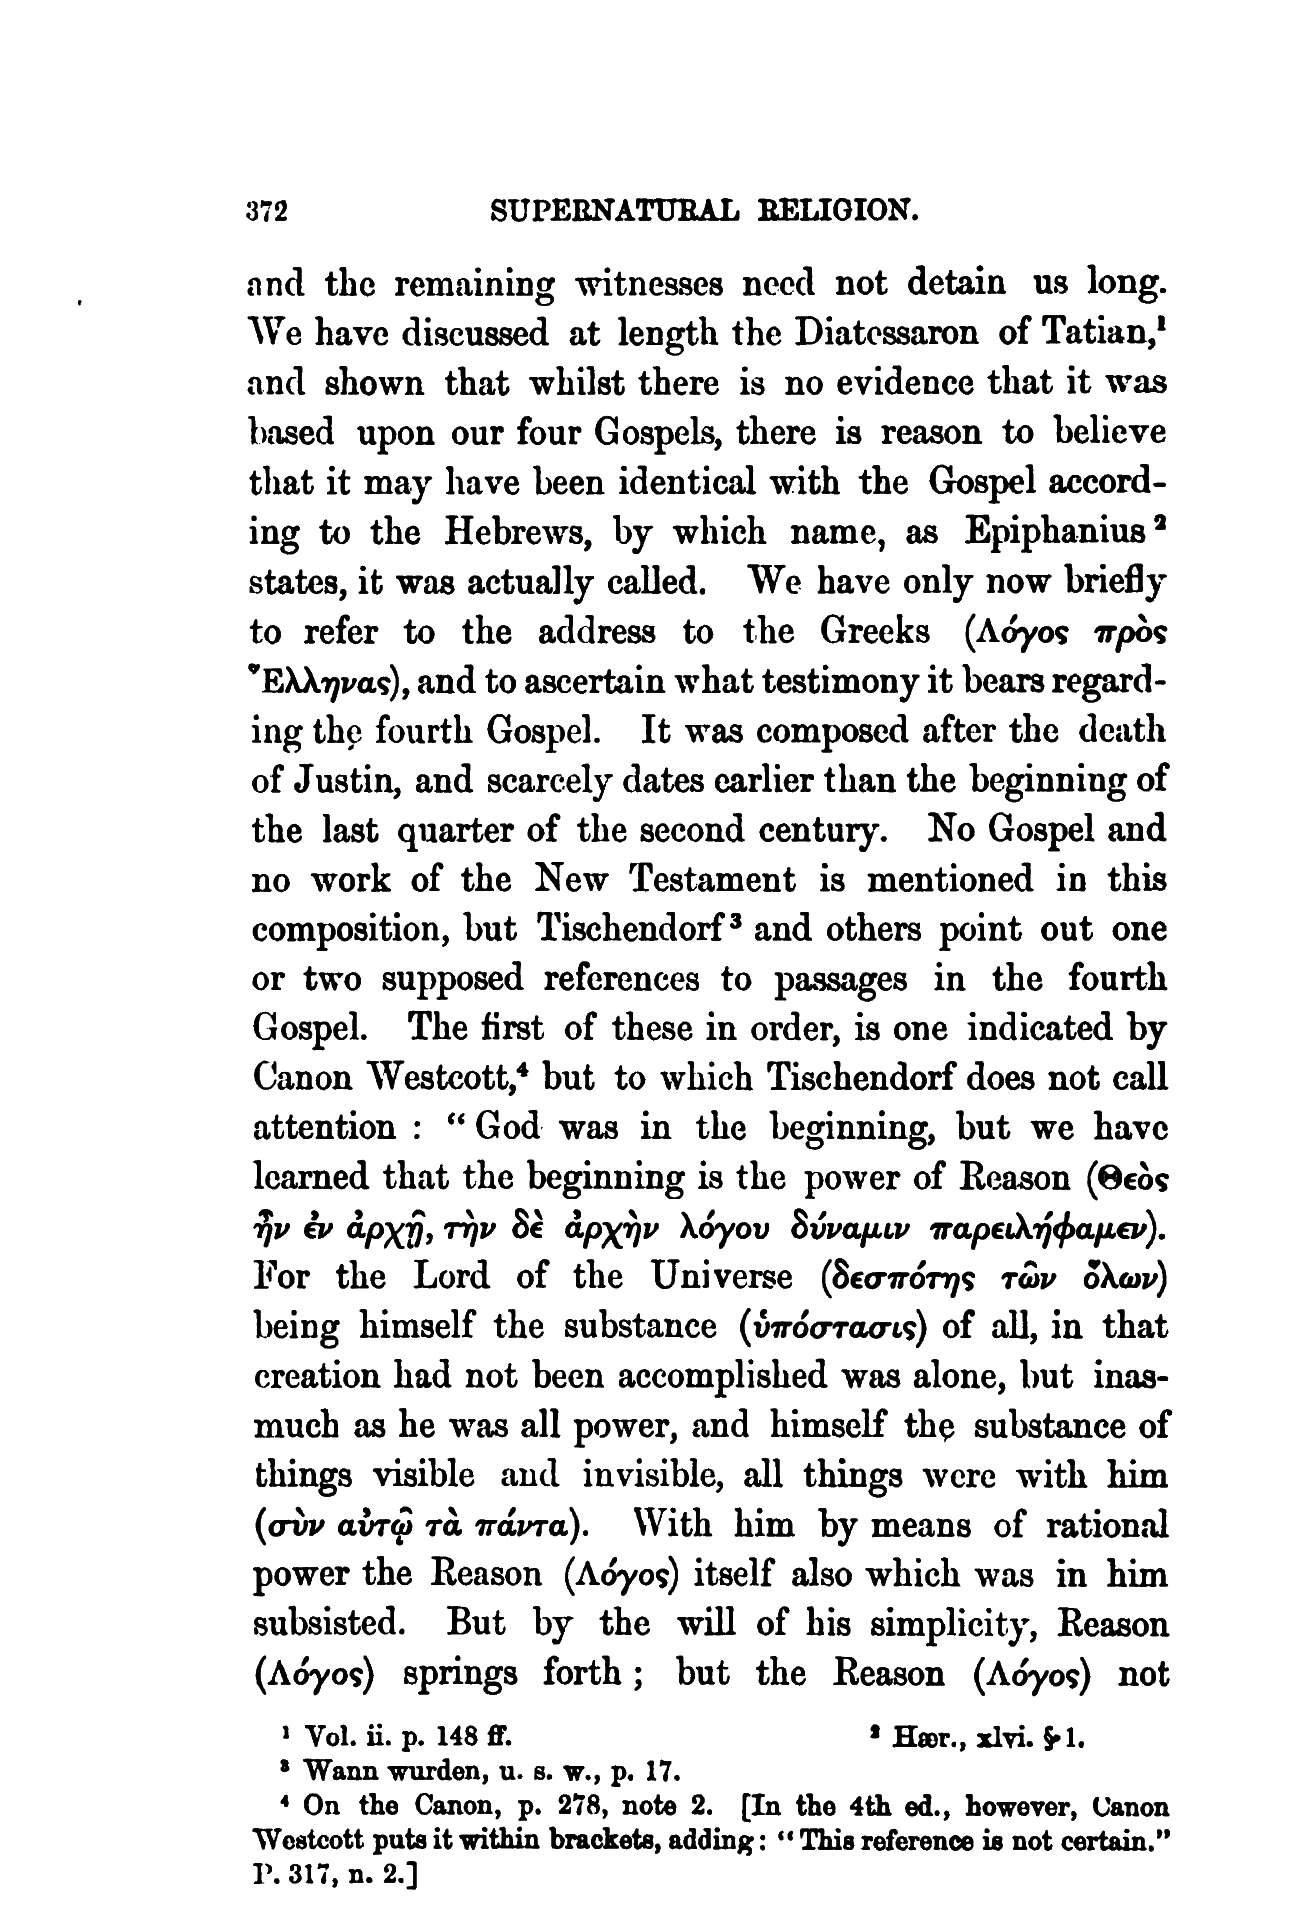 372 SUPERNATURAL RELIGION.
and the remaining witnesses need not detain us long.
We have discussed at length the Diatessaron of Tatian,¹
and shown that whilst there is no evidence that it was
based upon our four Gospels, there is reason to believe
that it may have been identical with the Gospel accord-
ing to the Hebrews, by which name, as Epiphanius ²
states, it was actually called. We have only now briefly
to refer to the address to the Greeks (Λόγος πρὸς
Ἕλληνας), and to ascertain what testimony it bears regard-
ing the fourth Gospel. It was composed after the death
of Justin, and scarcely dates earlier than the beginning of
the last quarter of the second century. No Gospel and
no work of the New Testament is mentioned in this
composition, but Tischendorf ³ and others point out one
or two supposed references to passages in the fourth
Gospel. The first of these in order, is one indicated by
Canon Westcott,⁴ but to which Tischendorf does not call
attention : “ God was in the beginning, but we have
learned that the beginning is the power of Reason (Θεὸς
ἦν ἐν ἀρχῇ, τὴν δὲ ἀρχὴν λόγου δύναμιν παρειλήφαμεν).
For the Lord of the Universe (δεσπότης τῶν ὅλων)
being himself the substance (ὑπόστασις) of all, in that
creation had not been accomplished was alone, but inas-
much as he was all power, and himself the substance of
things visible and invisible, all things were with him
(σὺν αὐτῷ τὰ πάντα). With him by means of rational
power the Reason (Λόγος) itself also which was in him
subsisted. But by the will of his simplicity, Reason
(Λόγος) springs forth ; but the Reason (Λόγος) not
¹ Vol. ii. p. 148 ff. ² Hær., xlvi. § 1.
³ Wann wurden, u. s. w., p. 17.
⁴ On the Canon, p. 278, note 2. [In the 4th ed., however, Canon
Westcott puts it within brackets, adding: “This reference is not certain.”
P. 317, n. 2.]